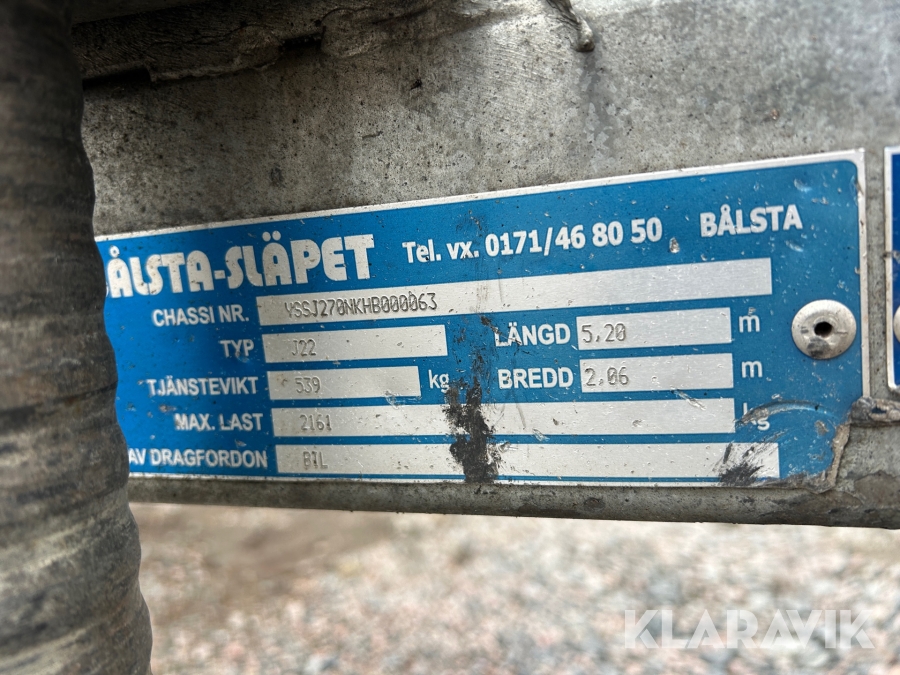 BÅLSTA-SLÄPET Tel. vx. 0171/46 80 50 BÅLSTA
CHASSI NR. YSSJ270NKHB000063
TYP J22 LÄNGD 5,20 m
TJÄNSTEVIKT 539 kg BREDD 2,06 m
MAX. LAST 2161 kg
AV DRAGFORDON BIL
KLARAVIK